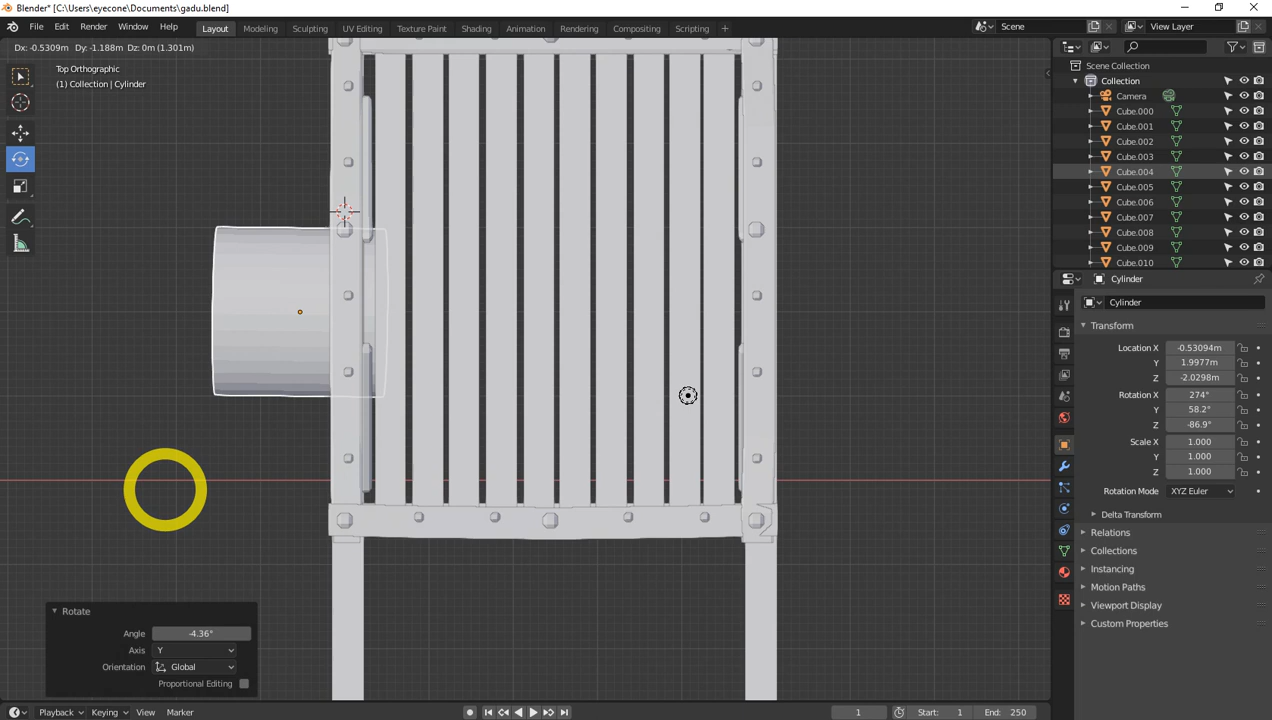 Blender* [C:\Users\eyecone\Documents\gadu.blend]
File Edit Render Window Help Layout Modeling Sculpting UV Editing Texture Paint Shading Animation Rendering Compositing Scripting + Scene View Layer
Dx: -0.5309m Dy: -1.188m Dz: 0m (1.301m)
Top Orthographic
(1) Collection | Cylinder
Scene Collection
Collection
Camera
Cube.000
Cube.001
Cube.002
Cube.003
Cube.004
Cube.005
Cube.006
Cube.007
Cube.008
Cube.009
Cube.010
Cylinder
Cylinder
Transform
Location X -0.53094m
Y 1.9977m
Z -2.0298m
Rotation X 274°
Y 58.2°
Z -86.9°
Scale X 1.000
Y 1.000
Z 1.000
Rotation Mode XYZ Euler
Delta Transform
Relations
Collections
Instancing
Motion Paths
Viewport Display
Custom Properties
Rotate
Angle -4.36°
Axis Y
Orientation Global
Proportional Editing
Playback Keying View Marker 1 Start: 1 End: 250